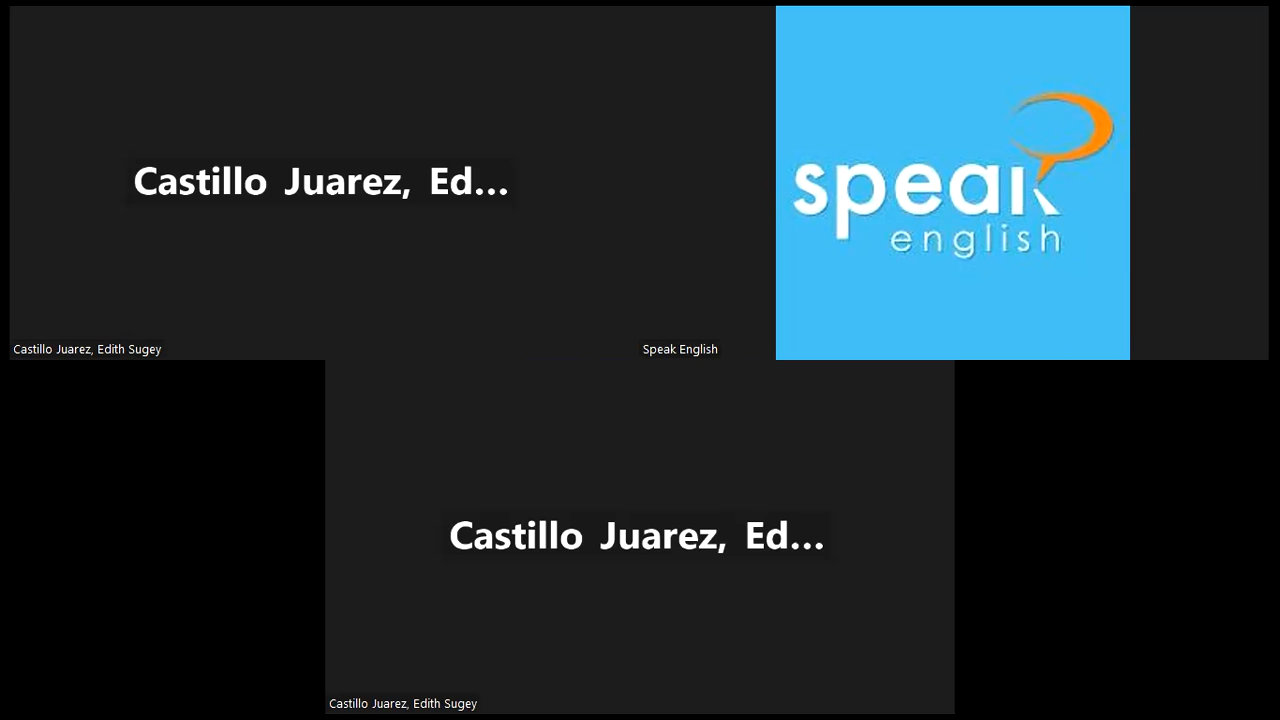 Castillo Juarez, Ed...
speak
english
Castillo Juarez, Edith Sugey
Speak English
Castillo Juarez, Ed...
Castillo Juarez, Edith Sugey